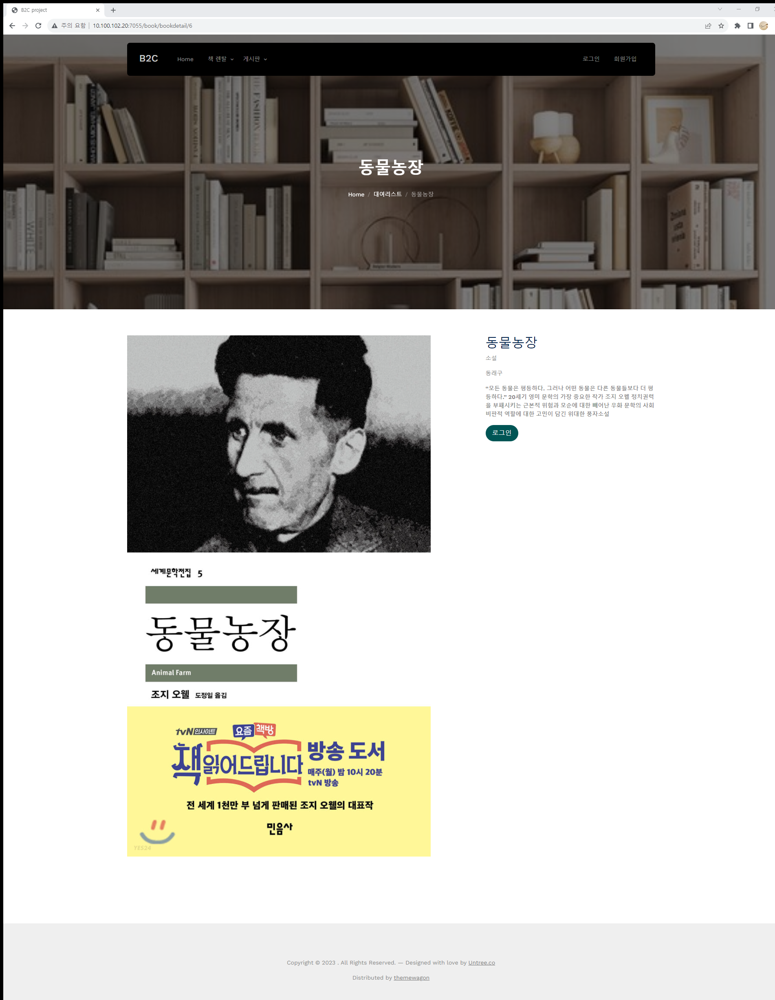 B2C project
주의 요함 | 10.100.102.20:7055/book/bookdetail/6
B2C Home 책 렌탈 게시판 로그인 회원가입
FASHION
WHITE
동물농장
Home / 대여리스트 / 동물농장
동물농장
소설
동래구
“모든 동물은 평등하다. 그러나 어떤 동물은 다른 동물들보다 더 평
등하다.” 20세기 영미 문학의 가장 중요한 작가 조지 오웰 정치권력
을 부패시키는 근본적 위험과 모순에 대한 빼어난 우화 문학의 사회
비판적 역할에 대한 고민이 담긴 위대한 풍자소설
로그인
세계문학전집 5
동물농장
Animal Farm
조지 오웰 도정일 옮김
tvN 인사이트 요즘 책방
책 읽어드립니다
방송 도서
매주(월) 밤 10시 20분
tvN 방송
전 세계 1천만 부 넘게 판매된 조지 오웰의 대표작
민음사
YES24
Copyright © 2023 . All Rights Reserved. — Designed with love by Untree.co
Distributed by themewagon